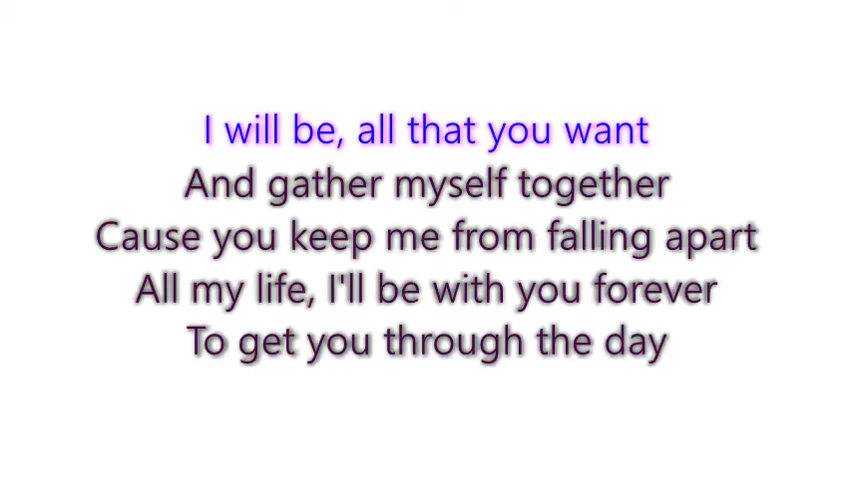 I will be, all that you want
And gather myself together
Cause you keep me from falling apart
All my life, I'll be with you forever
To get you through the day